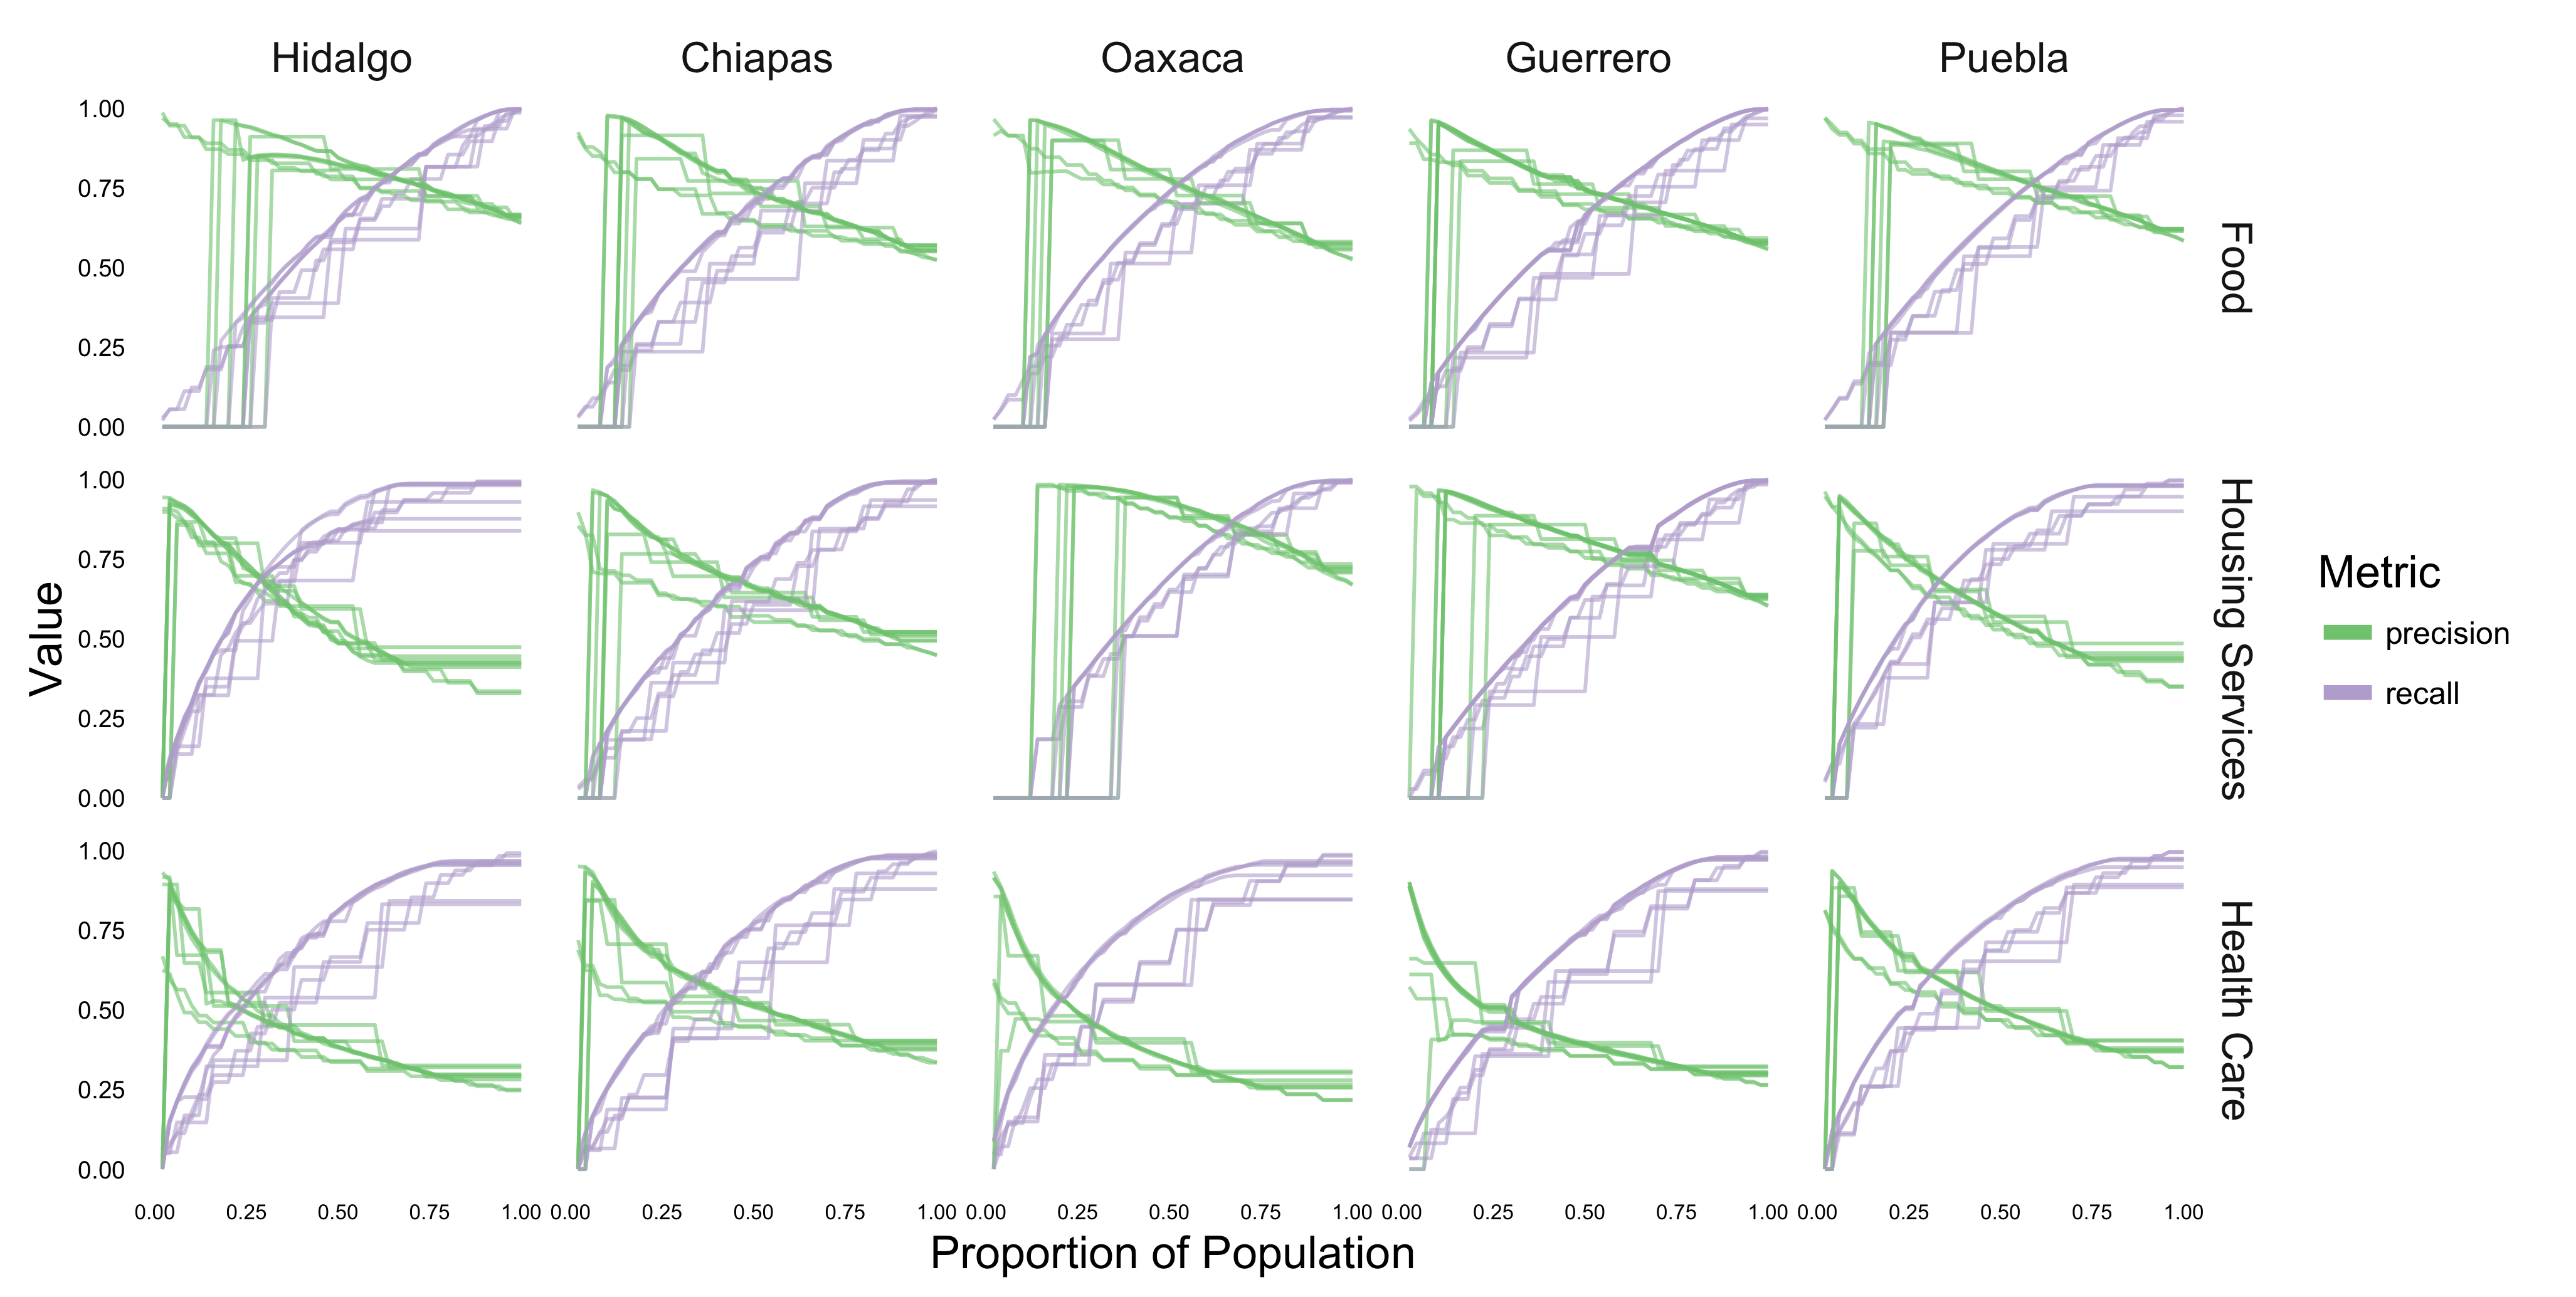 Hidalgo Chiapas Oaxaca Guerrero Puebla
1.00
0.75
0.50
0.25
0.00
Food
1.00
0.75
0.50
0.25
0.00
Housing Services
1.00
0.75
0.50
0.25
0.00
Health Care
Value
0.00 0.25 0.50 0.75 1.00 0.00 0.25 0.50 0.75 1.00 0.00 0.25 0.50 0.75 1.00 0.00 0.25 0.50 0.75 1.00 0.00 0.25 0.50 0.75 1.00
Proportion of Population
Metric
precision
recall